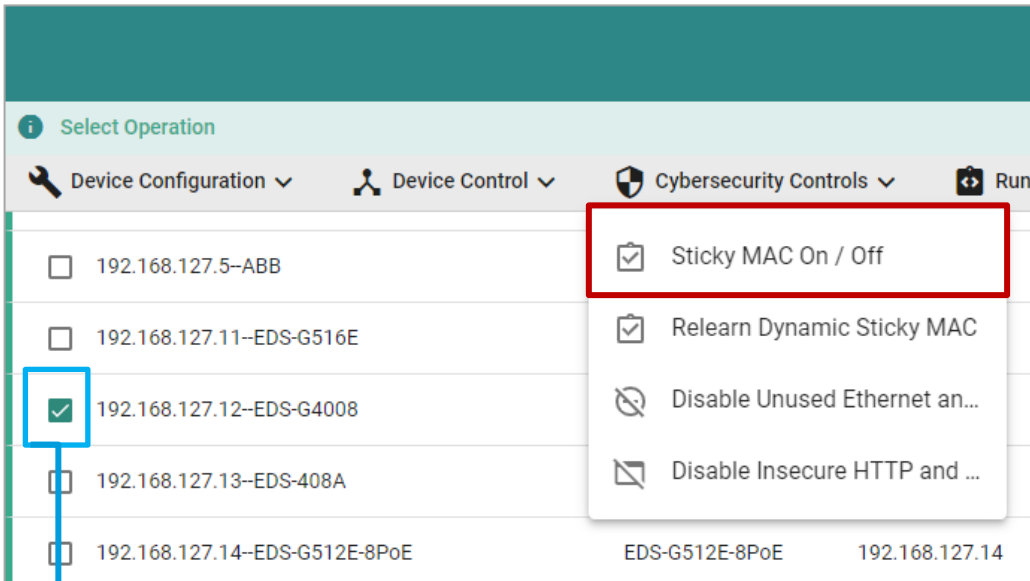 Select Operation
Device Configuration Device Control Cybersecurity Controls Run
192.168.127.5--ABB Sticky MAC On / Off
192.168.127.11--EDS-G516E Relearn Dynamic Sticky MAC
192.168.127.12--EDS-G4008 Disable Unused Ethernet an...
192.168.127.13--EDS-408A Disable Insecure HTTP and ...
192.168.127.14--EDS-G512E-8PoE EDS-G512E-8PoE 192.168.127.14